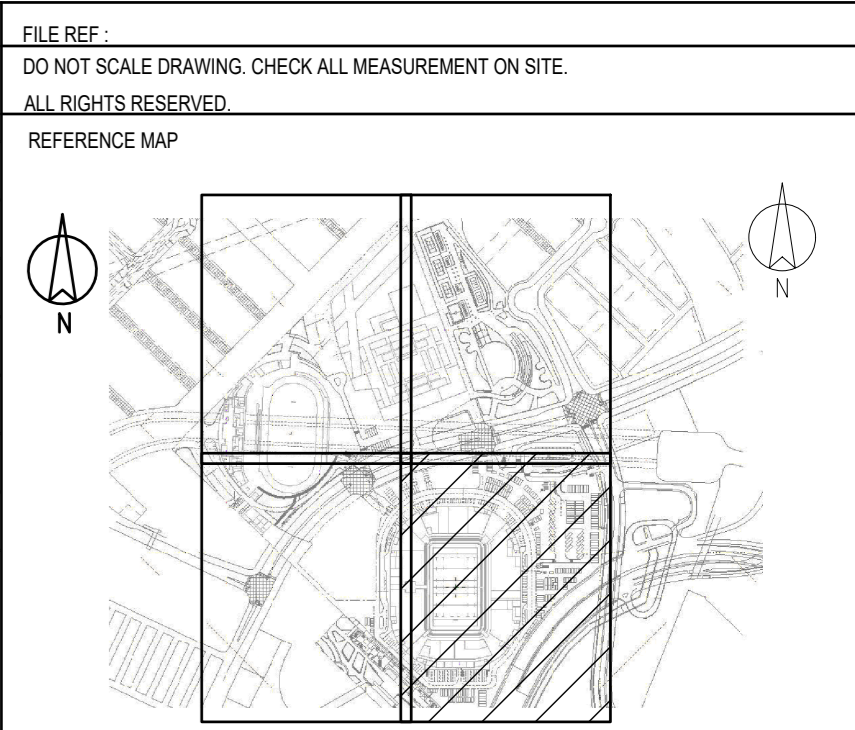 FILE REF :
DO NOT SCALE DRAWING. CHECK ALL MEASUREMENT ON SITE.
ALL RIGHTS RESERVED.
REFERENCE MAP
N
N